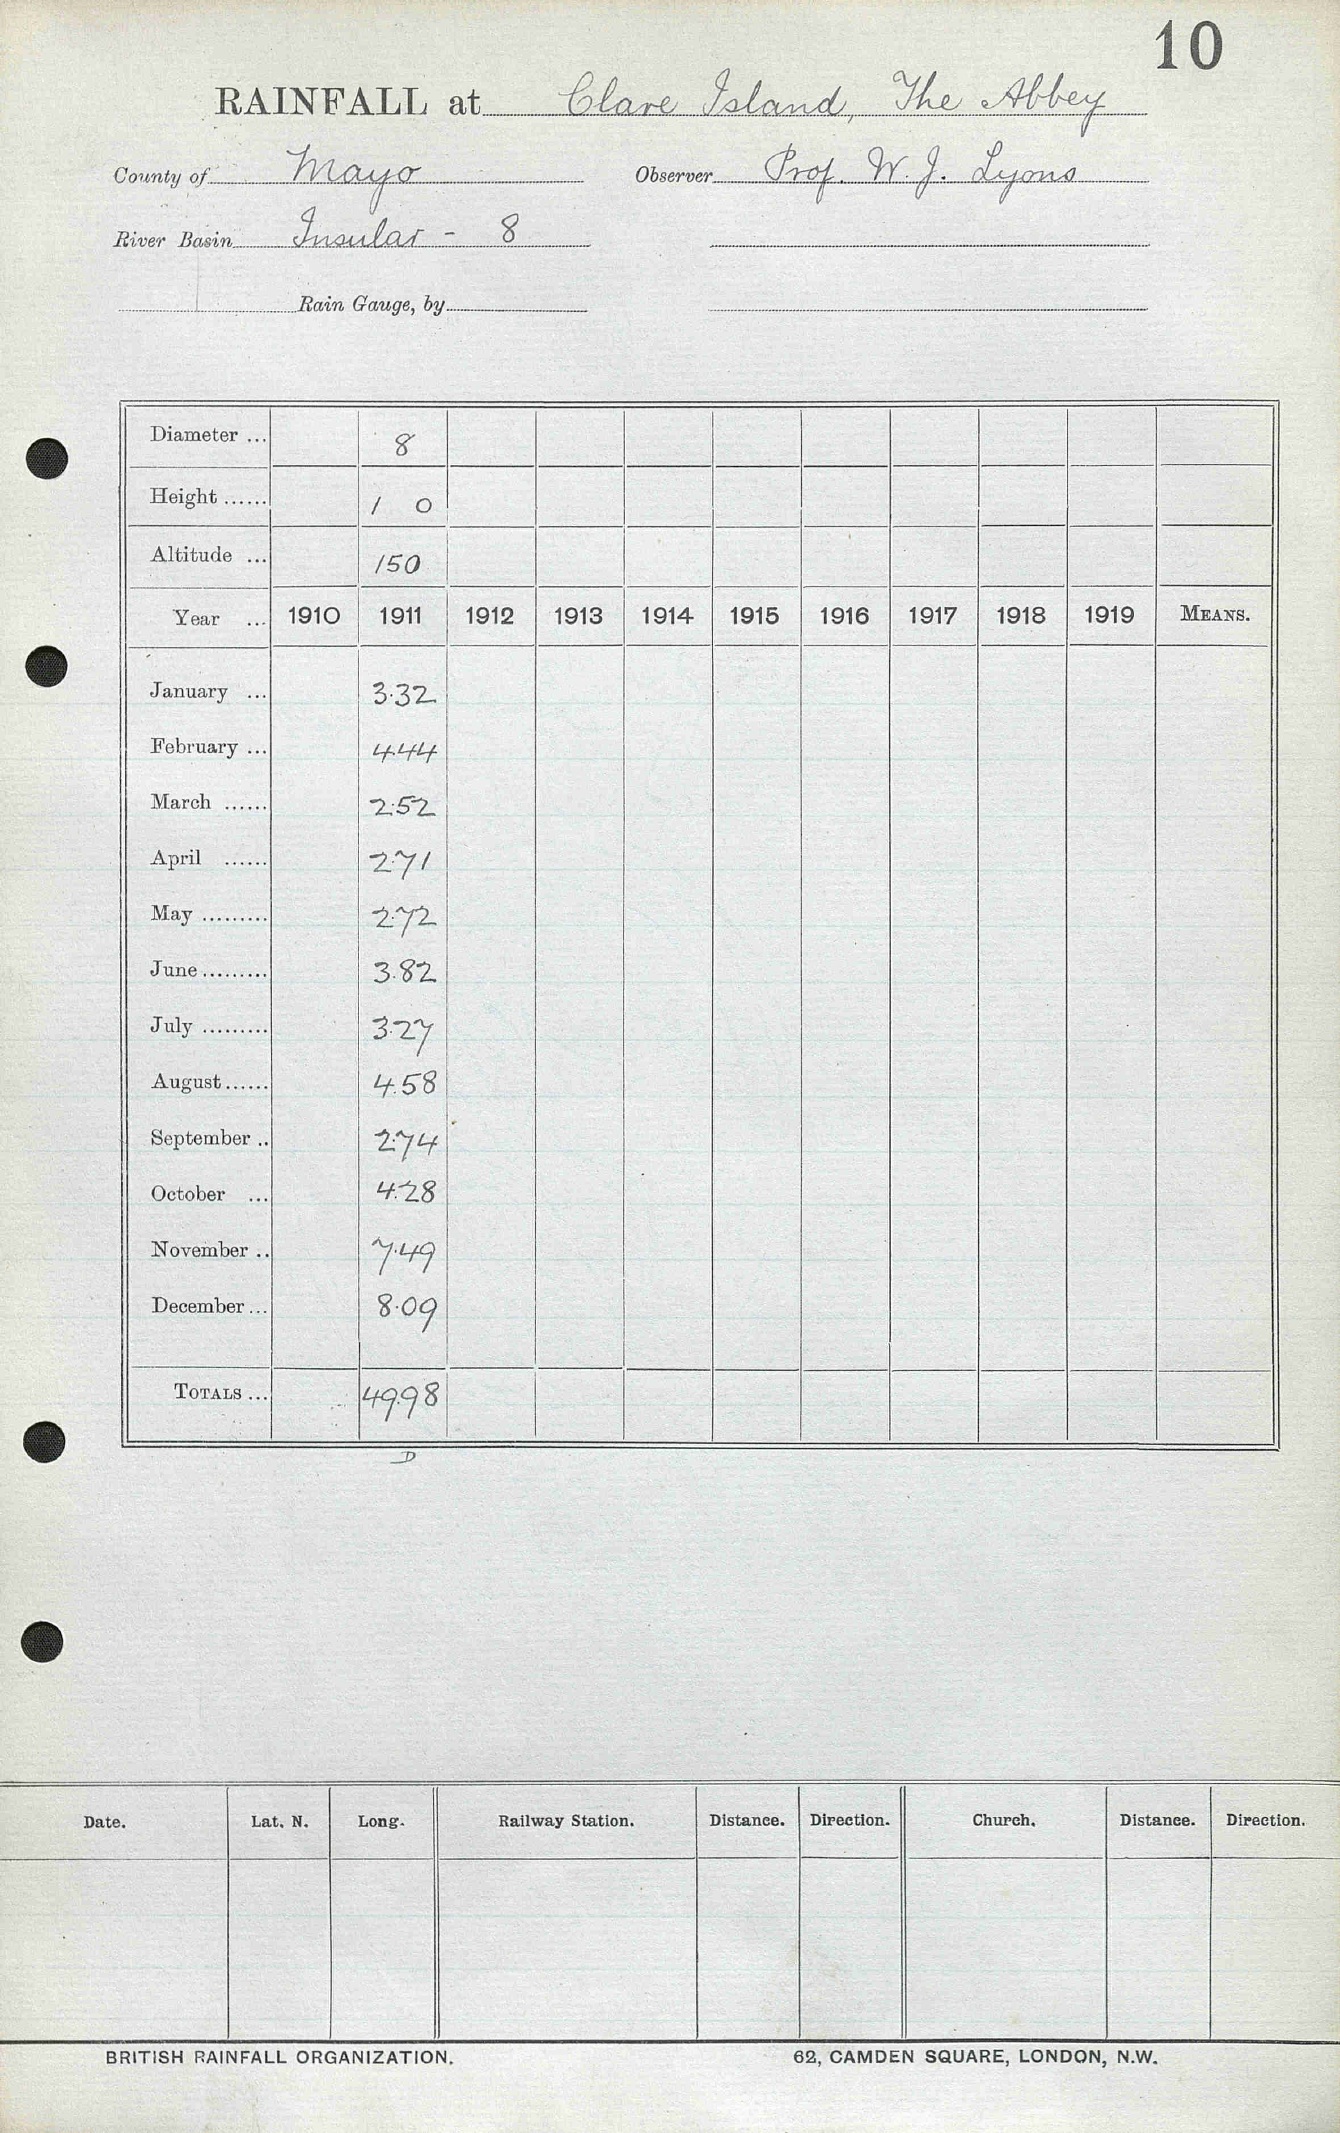 10
RAINFALL at Clare Island, The Abbey
County of Mayo Observer Prof. W. J. Lyons
River Basin Insular - 8
Rain Gauge, by
Diameter ... 8
Height ...... 1 0
Altitude ... 150
Year ... 1910 1911 1912 1913 1914 1915 1916 1917 1918 1919 MEANS.
January ... 3.32
February ... 4.44
March ...... 2.52
April ...... 2.71
May ......... 2.72
June ......... 3.82
July ......... 3.27
August ...... 4.58
September .. 2.74
October ... 4.28
November .. 7.49
December ... 8.09
TOTALS ... 49.98
D
Date. Lat. N. Long. Railway Station. Distance. Direction. Church. Distance. Direction.
BRITISH RAINFALL ORGANIZATION. 62, CAMDEN SQUARE, LONDON, N.W.